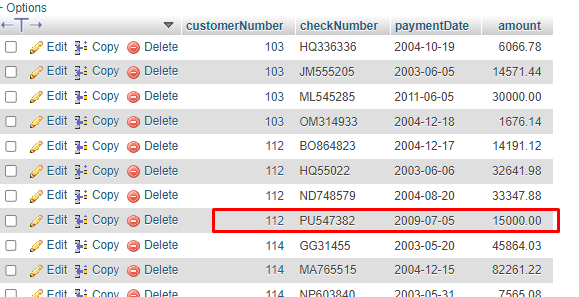 + Options
customerNumber checkNumber paymentDate amount
Edit Copy Delete 103 HQ336336 2004-10-19 6066.78
Edit Copy Delete 103 JM555205 2003-06-05 14571.44
Edit Copy Delete 103 ML545285 2011-06-05 30000.00
Edit Copy Delete 103 OM314933 2004-12-18 1676.14
Edit Copy Delete 112 BO864823 2004-12-17 14191.12
Edit Copy Delete 112 HQ55022 2003-06-06 32641.98
Edit Copy Delete 112 ND748579 2004-08-20 33347.88
Edit Copy Delete 112 PU547382 2009-07-05 15000.00
Edit Copy Delete 114 GG31455 2003-05-20 45864.03
Edit Copy Delete 114 MA765515 2004-12-15 82261.22
Edit Copy Delete 114 NP603840 2003-05-31 7565.08